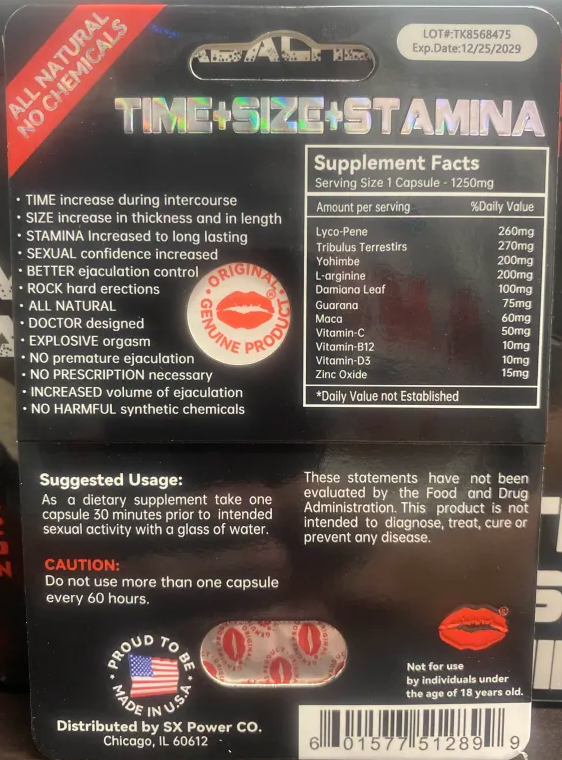 ALL NATURAL
NO CHEMICALS
LOT#:TK8568475
Exp.Date:12/25/2029
TIME+SIZE+STAMINA
• TIME increase during intercourse
• SIZE increase in thickness and in length
• STAMINA Increased to long lasting
• SEXUAL confidence increased
• BETTER ejaculation control
• ROCK hard erections
• ALL NATURAL
• DOCTOR designed
• EXPLOSIVE orgasm
• NO premature ejaculation
• NO PRESCRIPTION necessary
• INCREASED volume of ejaculation
• NO HARMFUL synthetic chemicals
• ORIGINAL •
GENUINE PRODUCT
Supplement Facts
Serving Size 1 Capsule - 1250mg
Amount per serving %Daily Value
Lyco-Pene 260mg
Tribulus Terrestirs 270mg
Yohimbe 200mg
L-arginine 200mg
Damiana Leaf 100mg
Guarana 75mg
Maca 60mg
Vitamin-C 50mg
Vitamin-B12 10mg
Vitamin-D3 10mg
Zinc Oxide 15mg
*Daily Value not Established
Suggested Usage:
As a dietary supplement take one
capsule 30 minutes prior to intended
sexual activity with a glass of water.
CAUTION:
Do not use more than one capsule
every 60 hours.
These statements have not been
evaluated by the Food and Drug
Administration. This product is not
intended to diagnose, treat, cure or
prevent any disease.
• PROUD TO BE •
MADE IN U.S.A
Distributed by SX Power CO.
Chicago, IL 60612
®
Not for use
by individuals under
the age of 18 years old.
6 01577 51289 9